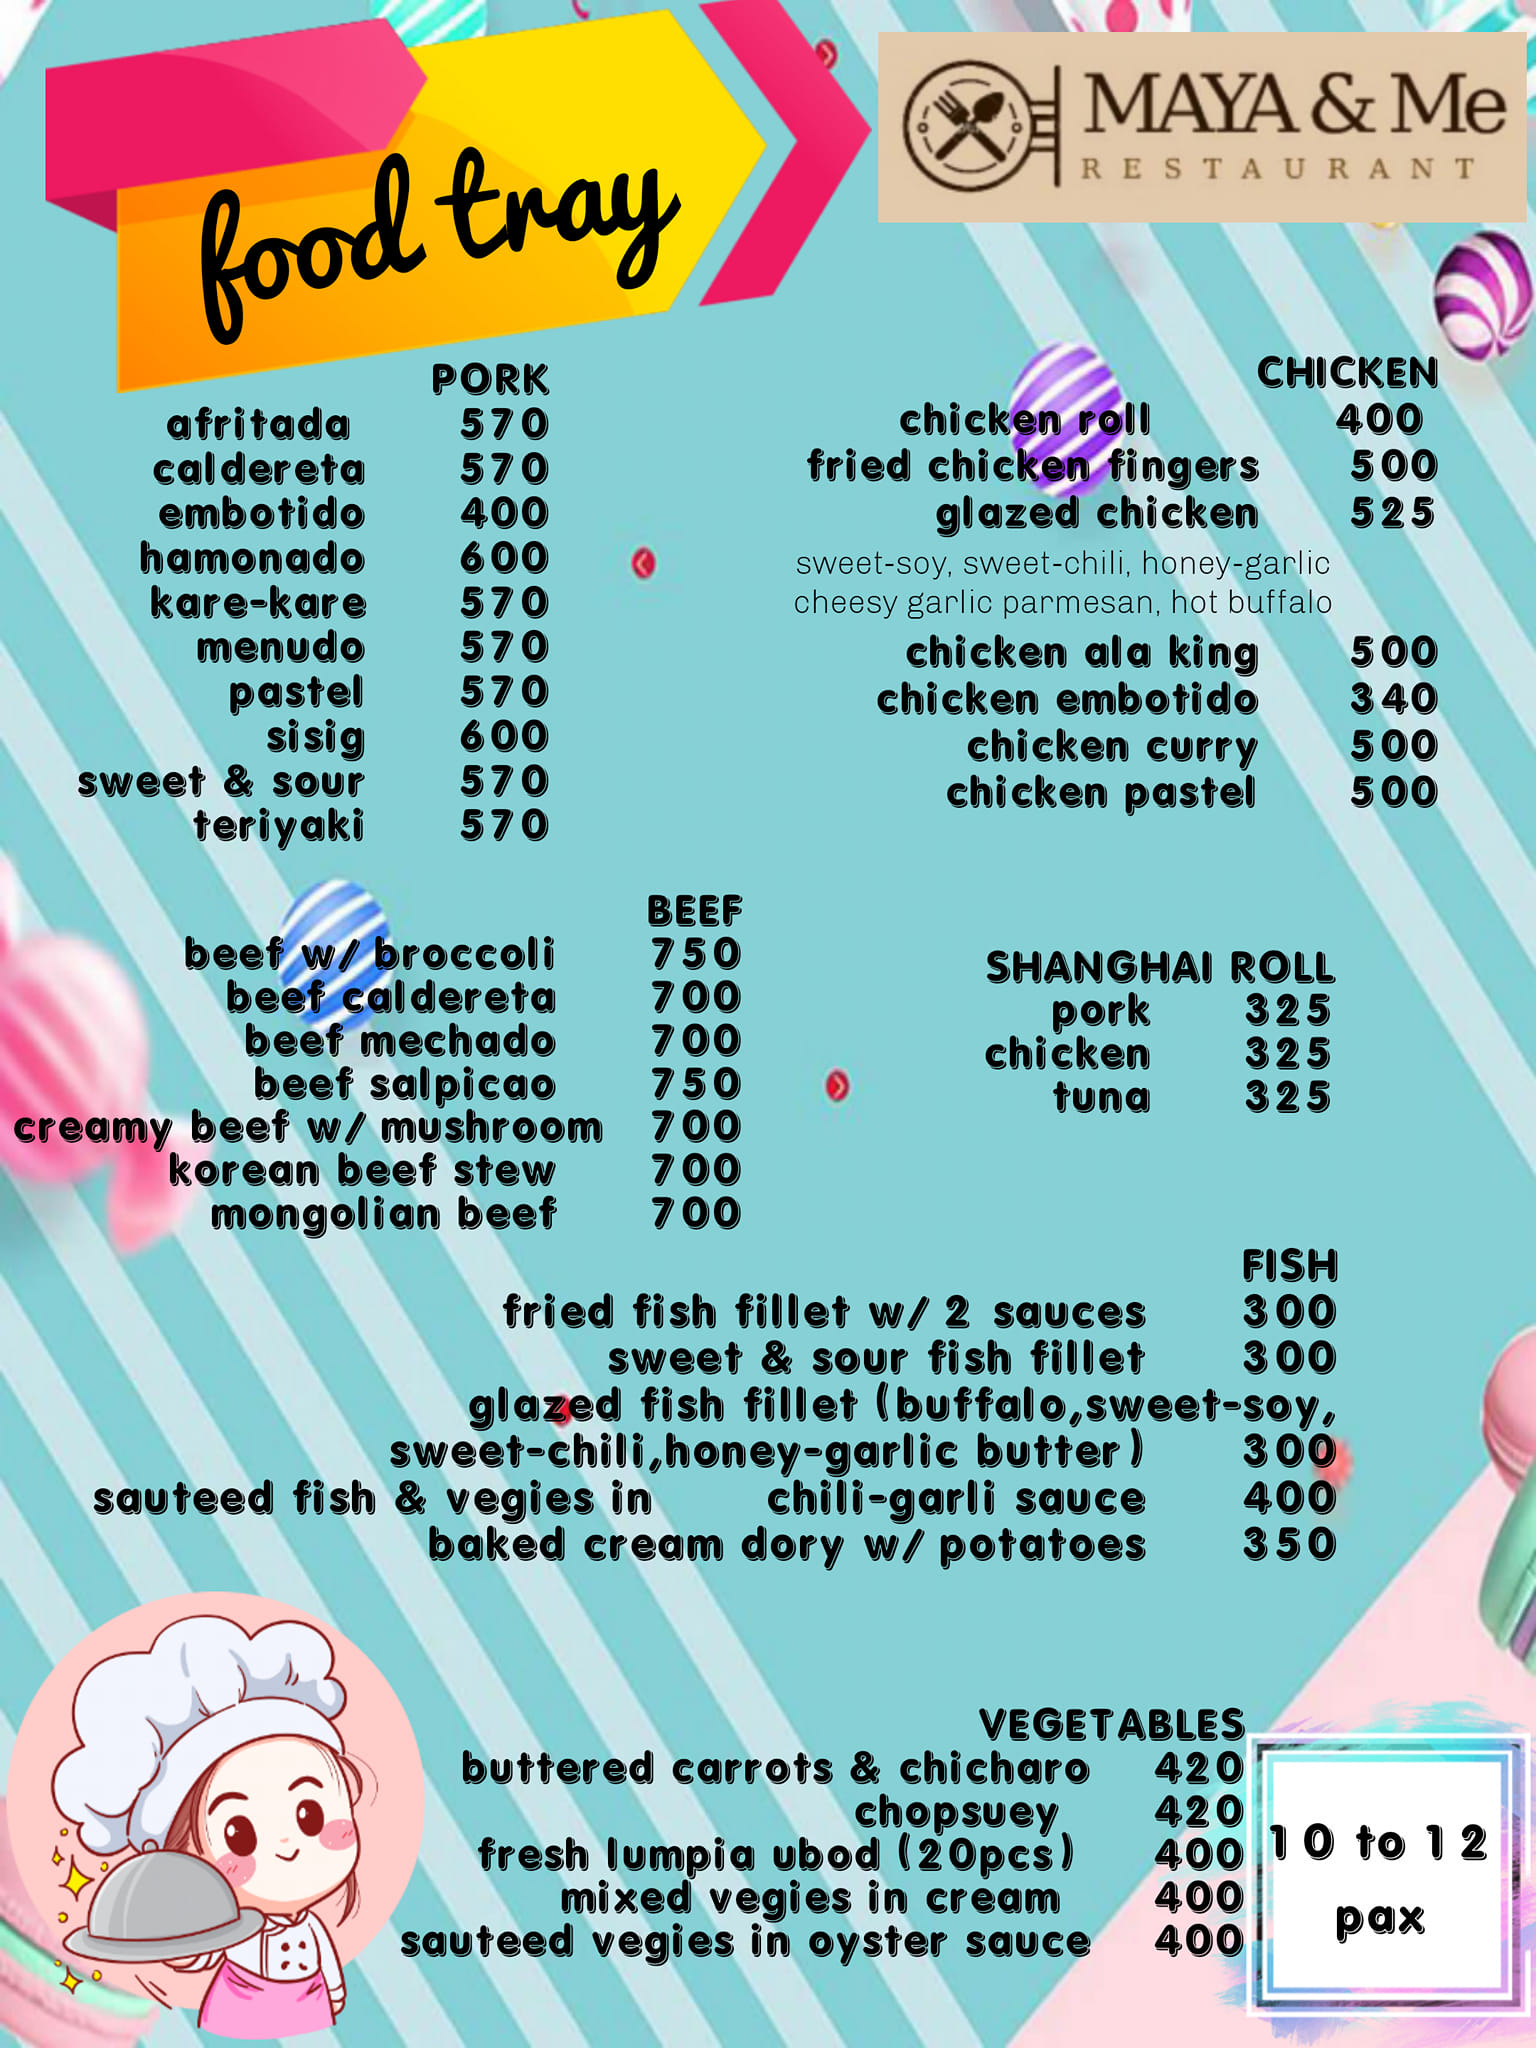 food tray
MAYA & Me
RESTAURANT
PORK
afritada 570
caldereta 570
embotido 400
hamonado 600
kare-kare 570
menudo 570
pastel 570
sisig 600
sweet & sour 570
teriyaki 570
CHICKEN
chicken roll 400
fried chicken fingers 500
glazed chicken 525
sweet-soy, sweet-chili, honey-garlic
cheesy garlic parmesan, hot buffalo
chicken ala king 500
chicken embotido 340
chicken curry 500
chicken pastel 500
BEEF
beef w/ broccoli 750
beef caldereta 700
beef mechado 700
beef salpicao 750
creamy beef w/ mushroom 700
korean beef stew 700
mongolian beef 700
SHANGHAI ROLL
pork 325
chicken 325
tuna 325
FISH
fried fish fillet w/ 2 sauces 300
sweet & sour fish fillet 300
glazed fish fillet (buffalo,sweet-soy,
sweet-chili,honey-garlic butter) 300
sauteed fish & vegies in chili-garli sauce 400
baked cream dory w/ potatoes 350
VEGETABLES
buttered carrots & chicharo 420
chopsuey 420
fresh lumpia ubod (20pcs) 400
mixed vegies in cream 400
sauteed vegies in oyster sauce 400
10 to 12
pax